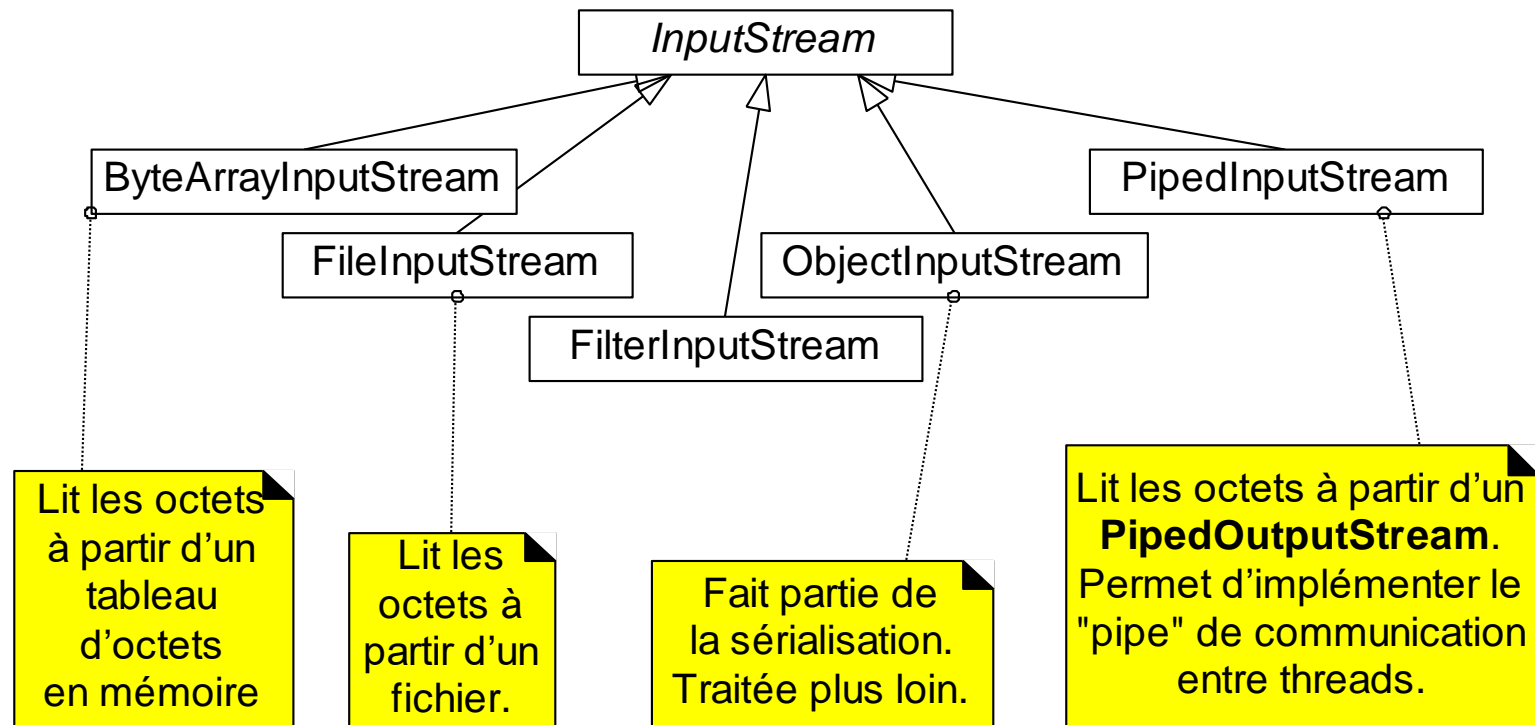 InputStream
ByteArrayInputStream
PipedInputStream
FileInputStream
ObjectInputStream
FilterInputStream
Lit les octets
à partir d’un
tableau
d’octets
en mémoire
Lit les
octets à
partir d’un
fichier.
Fait partie de
la sérialisation.
Traitée plus loin.
Lit les octets à partir d’un
PipedOutputStream.
Permet d’implémenter le
"pipe" de communication
entre threads.